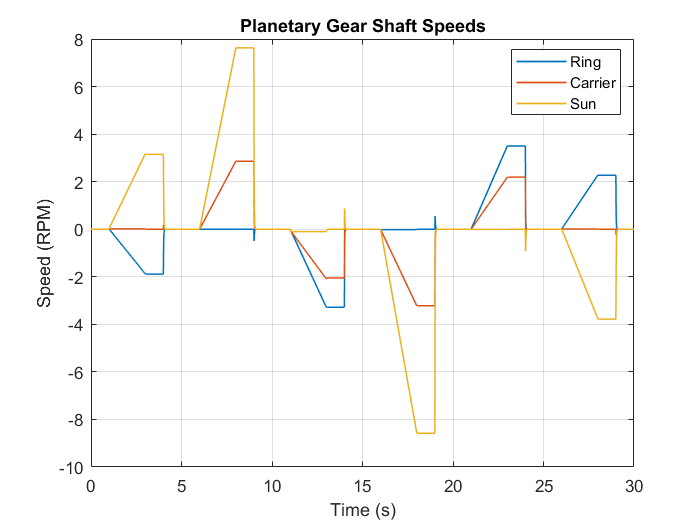 Planetary Gear Shaft Speeds
Ring
Carrier
Sun
8
6
4
2
0
-2
-4
-6
-8
-10
Speed (RPM)
0 5 10 15 20 25 30
Time (s)